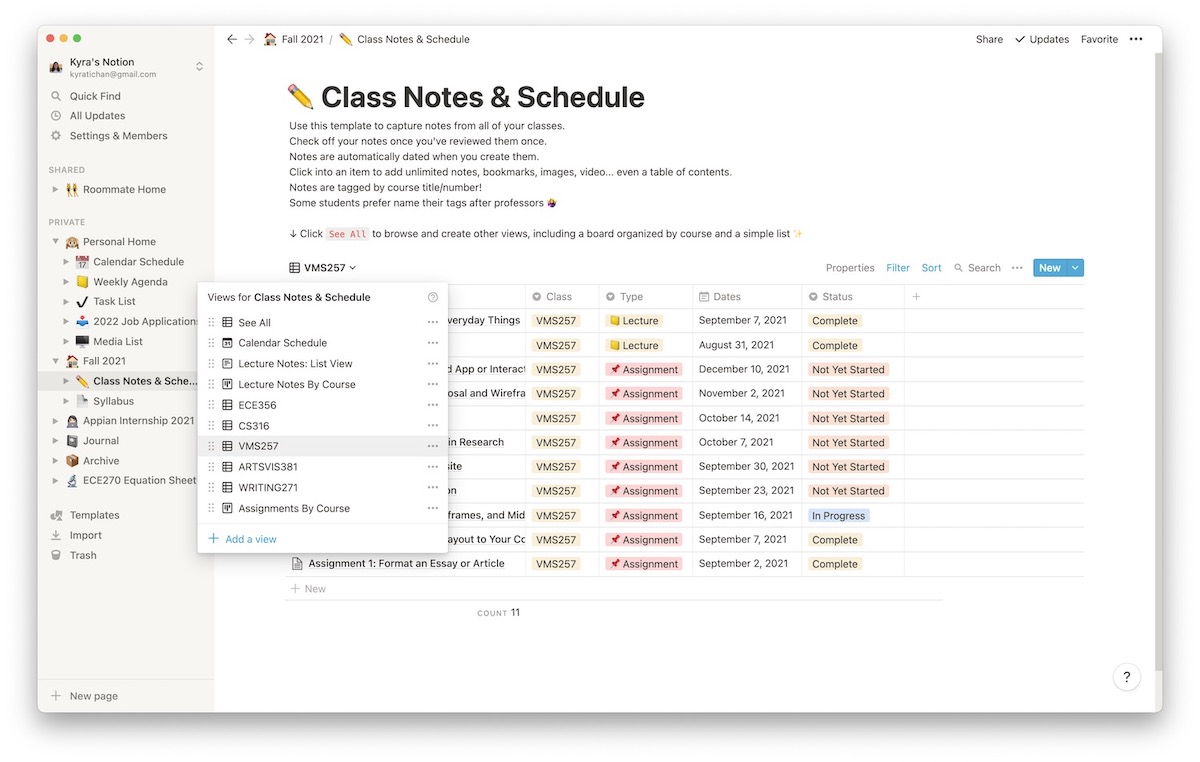 Kyra's Notion
kyratichan@gmail.com
Quick Find
All Updates
Settings & Members
SHARED
Roommate Home
PRIVATE
Personal Home
Calendar Schedule
Weekly Agenda
Task List
2022 Job Applications
Media List
Fall 2021
Class Notes & Sche...
Syllabus
Appian Internship 2021
Journal
Archive
ECE270 Equation Sheet
Templates
Import
Trash
New page
Fall 2021 / Class Notes & Schedule
Share Updates Favorite
Class Notes & Schedule
Use this template to capture notes from all of your classes.
Check off your notes once you've reviewed them once.
Notes are automatically dated when you create them.
Click into an item to add unlimited notes, bookmarks, images, video... even a table of contents.
Notes are tagged by course title/number!
Some students prefer name their tags after professors
↓ Click See All to browse and create other views, including a board organized by course and a simple list
VMS257 Properties Filter Sort Search New
Views for Class Notes & Schedule
See All
Calendar Schedule
Lecture Notes: List View
Lecture Notes By Course
ECE356
CS316
VMS257
ARTSVIS381
WRITING271
Assignments By Course
Add a view
Class Type Dates Status
veryday Things VMS257 Lecture September 7, 2021 Complete
VMS257 Lecture August 31, 2021 Complete
d App or Interact VMS257 Assignment December 10, 2021 Not Yet Started
osal and Wirefra VMS257 Assignment November 2, 2021 Not Yet Started
VMS257 Assignment October 14, 2021 Not Yet Started
in Research VMS257 Assignment October 7, 2021 Not Yet Started
site VMS257 Assignment September 30, 2021 Not Yet Started
on VMS257 Assignment September 23, 2021 Not Yet Started
frames, and Mid VMS257 Assignment September 16, 2021 In Progress
ayout to Your Co VMS257 Assignment September 7, 2021 Complete
Assignment 1: Format an Essay or Article VMS257 Assignment September 2, 2021 Complete
New
COUNT 11
?